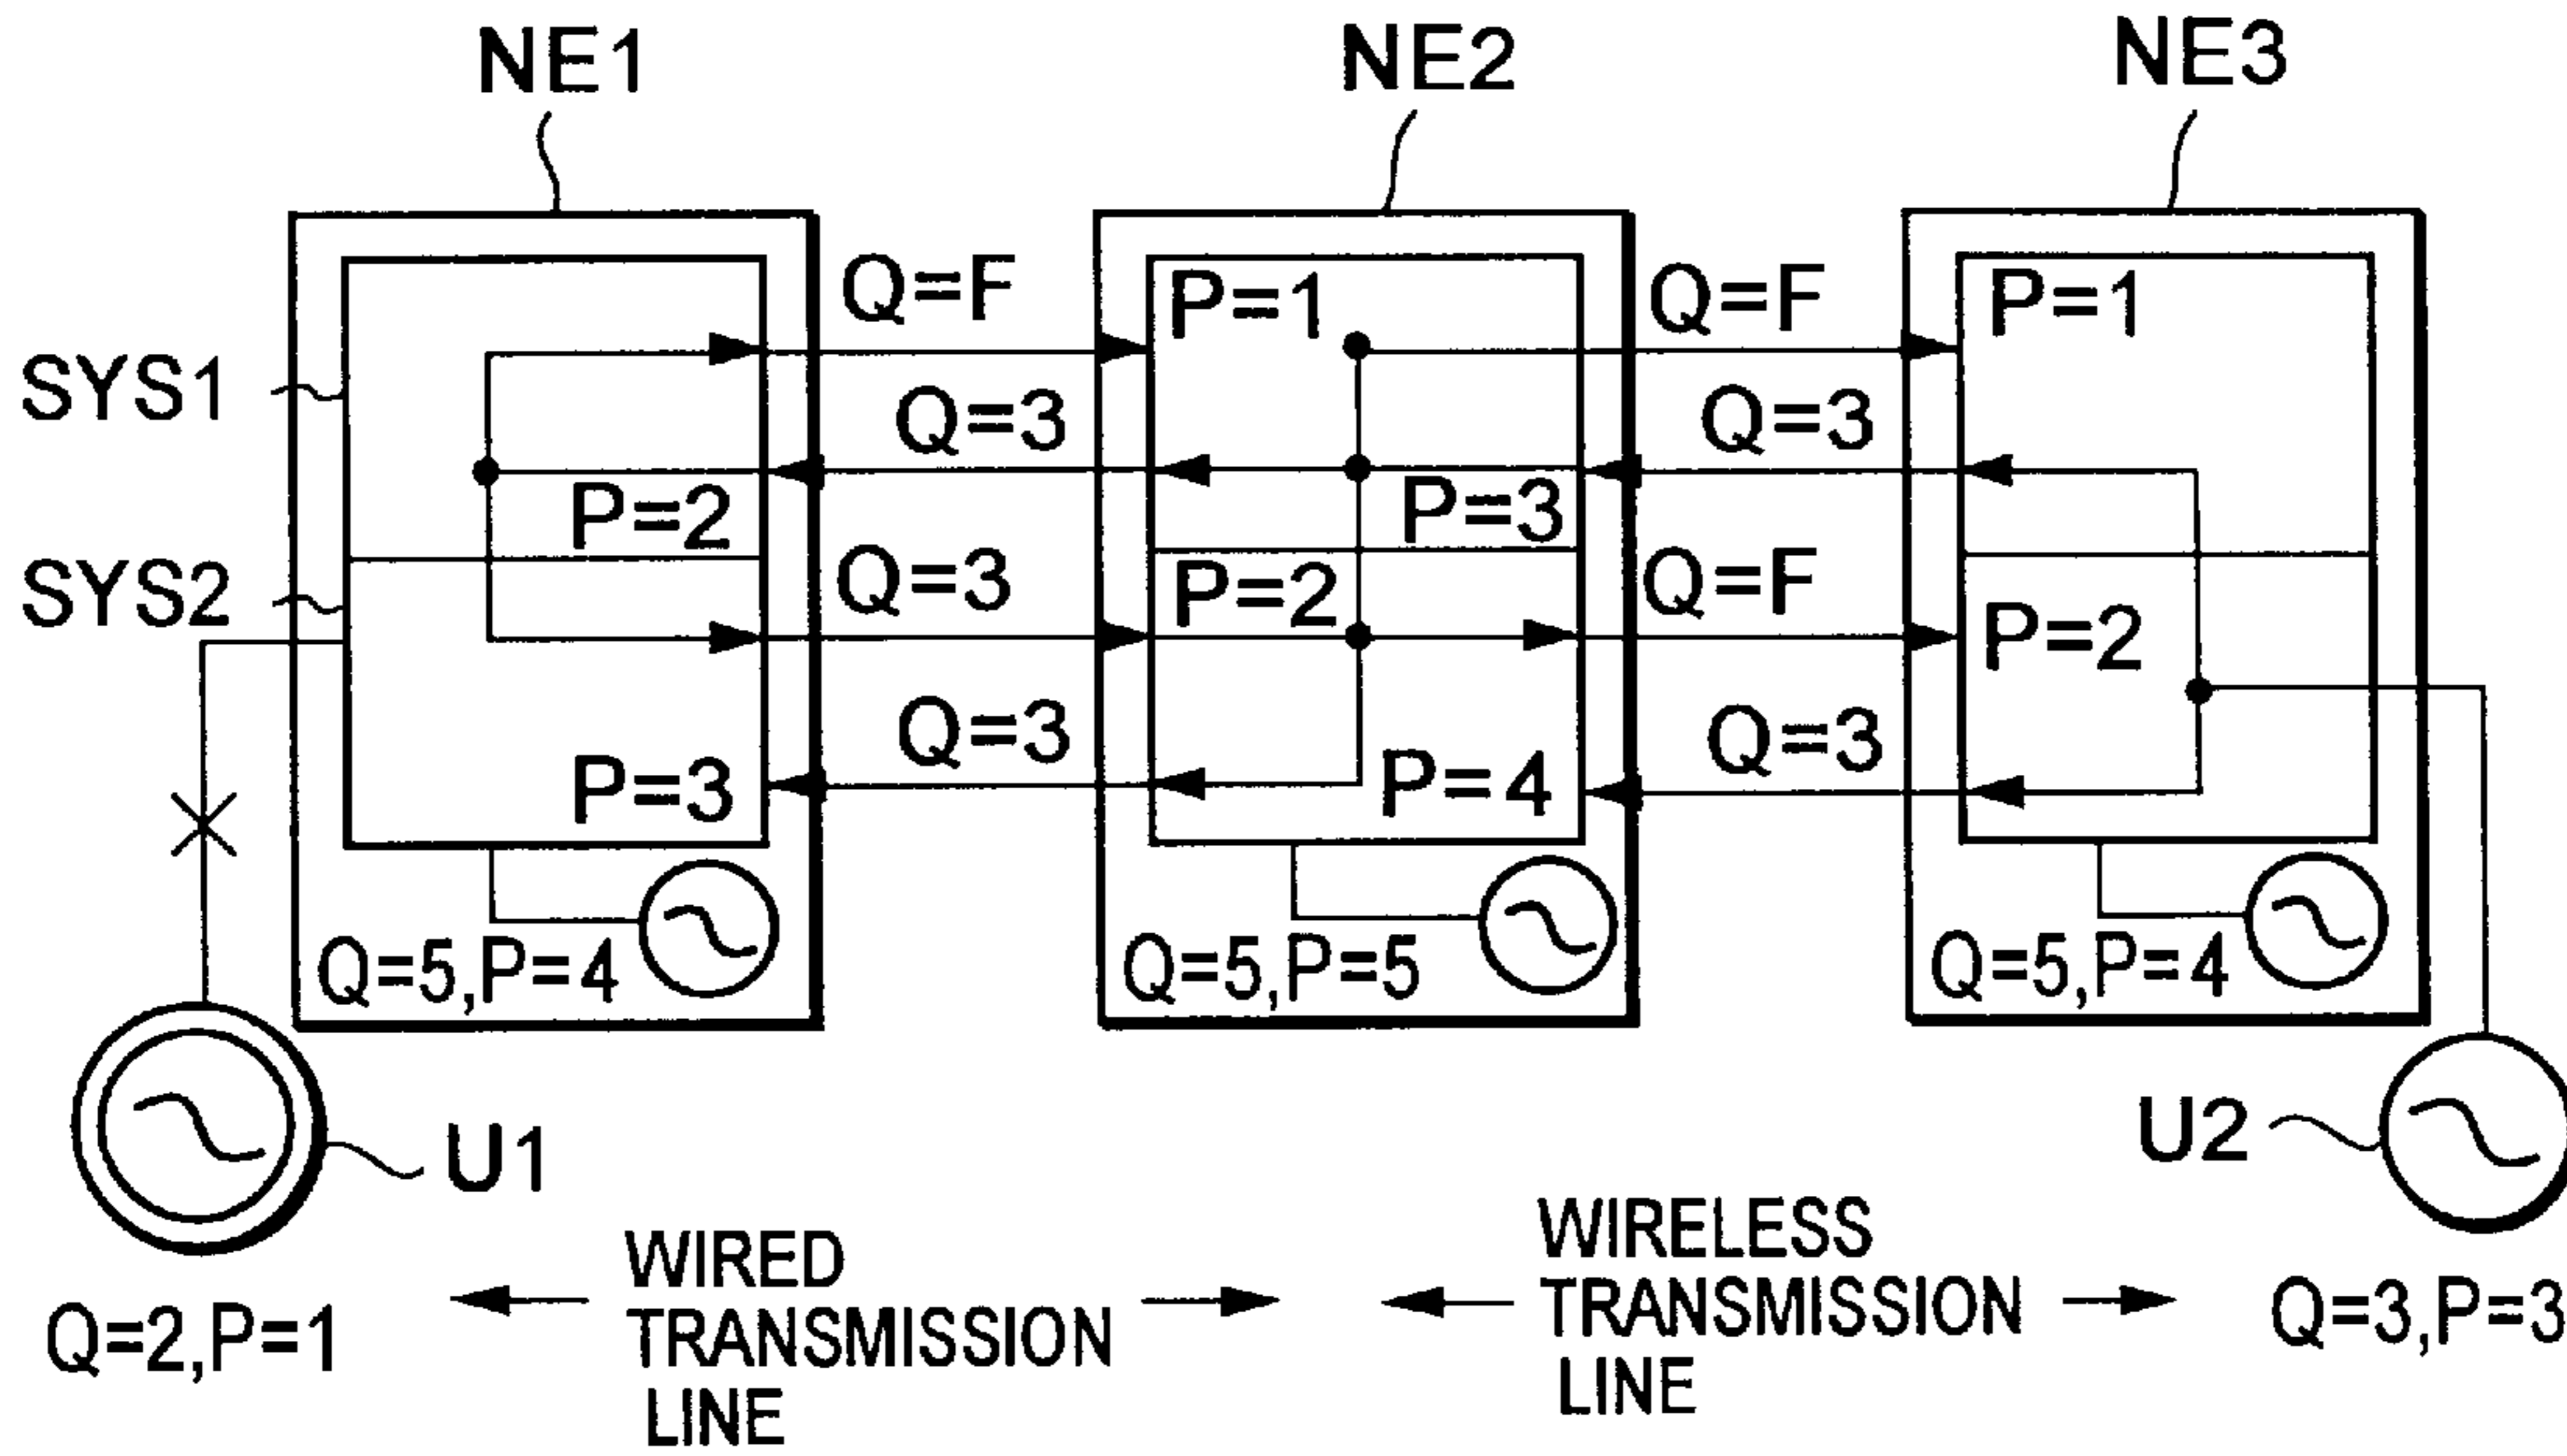 NE1
NE2
NE3
SYS1
SYS2
Q=F
Q=3
Q=3
Q=3
P=2
P=3
Q=5,P=4
P=1
P=3
P=2
P=4
Q=5,P=5
Q=F
Q=3
Q=F
Q=3
P=1
P=2
Q=5,P=4
U1
Q=2,P=1
WIRED
TRANSMISSION
LINE
WIRELESS
TRANSMISSION
LINE
U2
Q=3,P=3